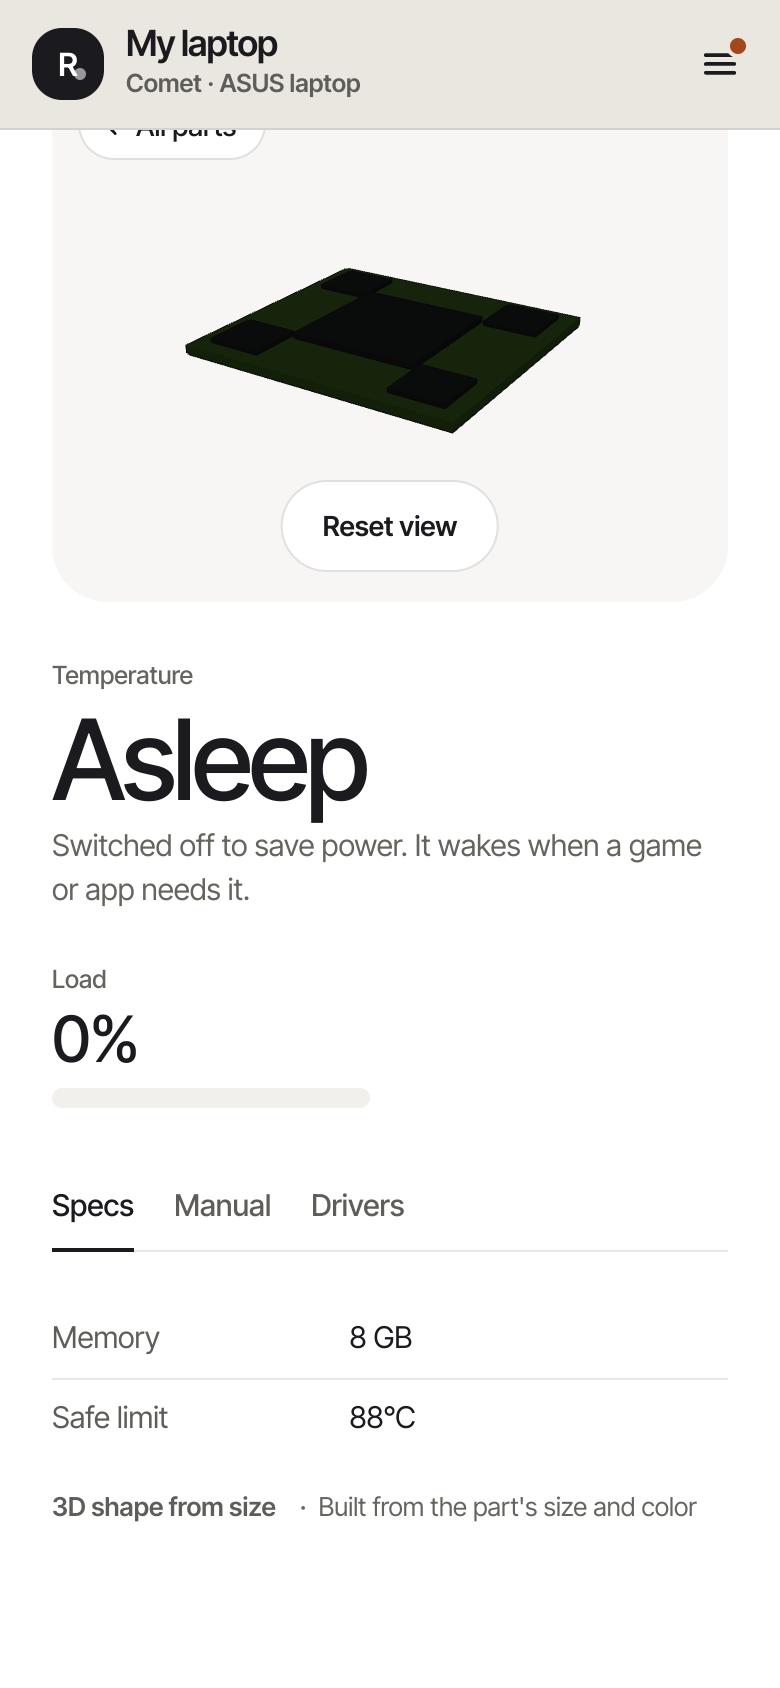 R
My laptop
Comet · ASUS laptop
All parts
Reset view
Temperature
Asleep
Switched off to save power. It wakes when a game
or app needs it.
Load
0%
Specs Manual Drivers
Memory 8 GB
Safe limit 88°C
3D shape from size · Built from the part's size and color